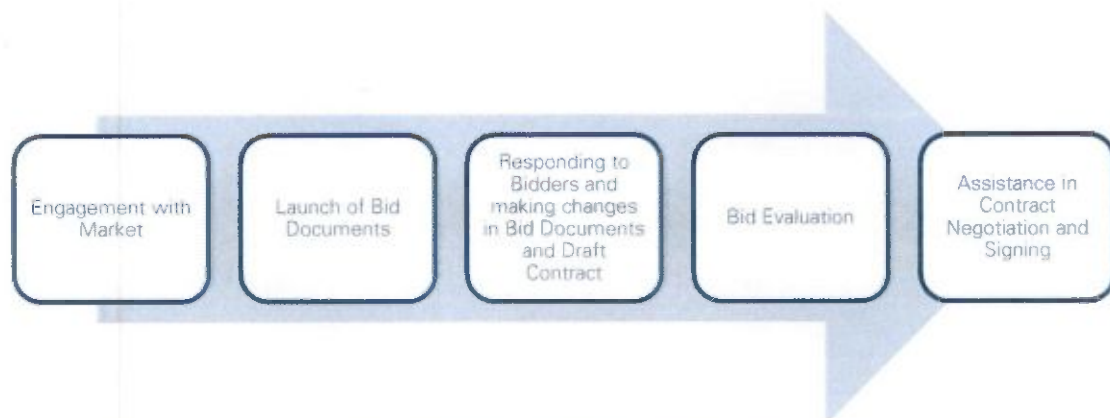 Engagement with
Market
Launch of Bid
Documents
Responding to
Bidders and
making changes
in Bid Documents
and Draft
Contract
Bid Evaluation
Assistance in
Contract
Negotiation and
Signing